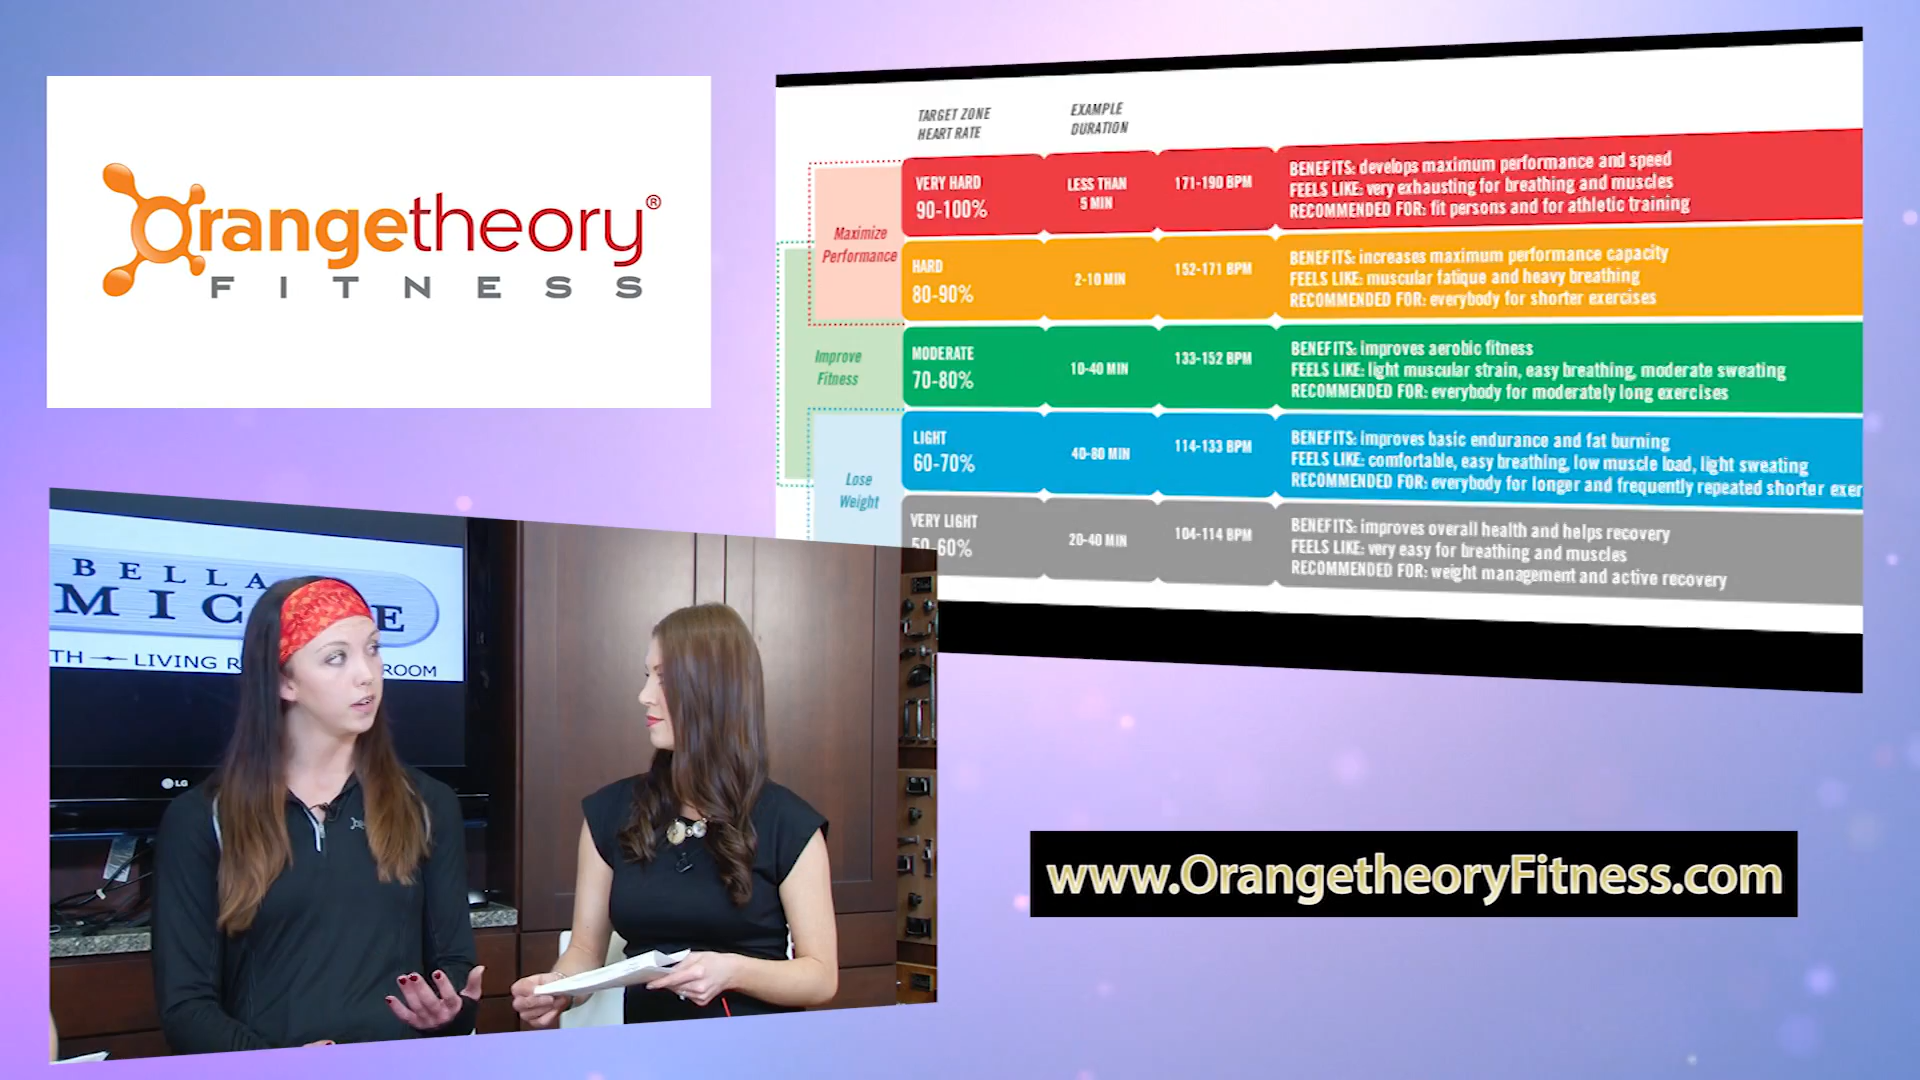 Orangetheory®
FITNESS
TARGET ZONE
HEART RATE
EXAMPLE
DURATION
Maximize
Performance
Improve
Fitness
Lose
Weight
VERY HARD
90-100%
LESS THAN
5 MIN
171-190 BPM
BENEFITS: develops maximum performance and speed
FEELS LIKE: very exhausting for breathing and muscles
RECOMMENDED FOR: fit persons and for athletic training
HARD
80-90%
2-10 MIN
152-171 BPM
BENEFITS: increases maximum performance capacity
FEELS LIKE: muscular fatique and heavy breathing
RECOMMENDED FOR: everybody for shorter exercises
MODERATE
70-80%
10-40 MIN
133-152 BPM
BENEFITS: improves aerobic fitness
FEELS LIKE: light muscular strain, easy breathing, moderate sweating
RECOMMENDED FOR: everybody for moderately long exercises
LIGHT
60-70%
40-80 MIN
114-133 BPM
BENEFITS: improves basic endurance and fat burning
FEELS LIKE: comfortable, easy breathing, low muscle load, light sweating
RECOMMENDED FOR: everybody for longer and frequently repeated shorter exer
VERY LIGHT
50-60%
20-40 MIN
104-114 BPM
BENEFITS: improves overall health and helps recovery
FEELS LIKE: very easy for breathing and muscles
RECOMMENDED FOR: weight management and active recovery
BELLA
MIC E
TH LIVING R ROOM
LG
www.OrangetheoryFitness.com